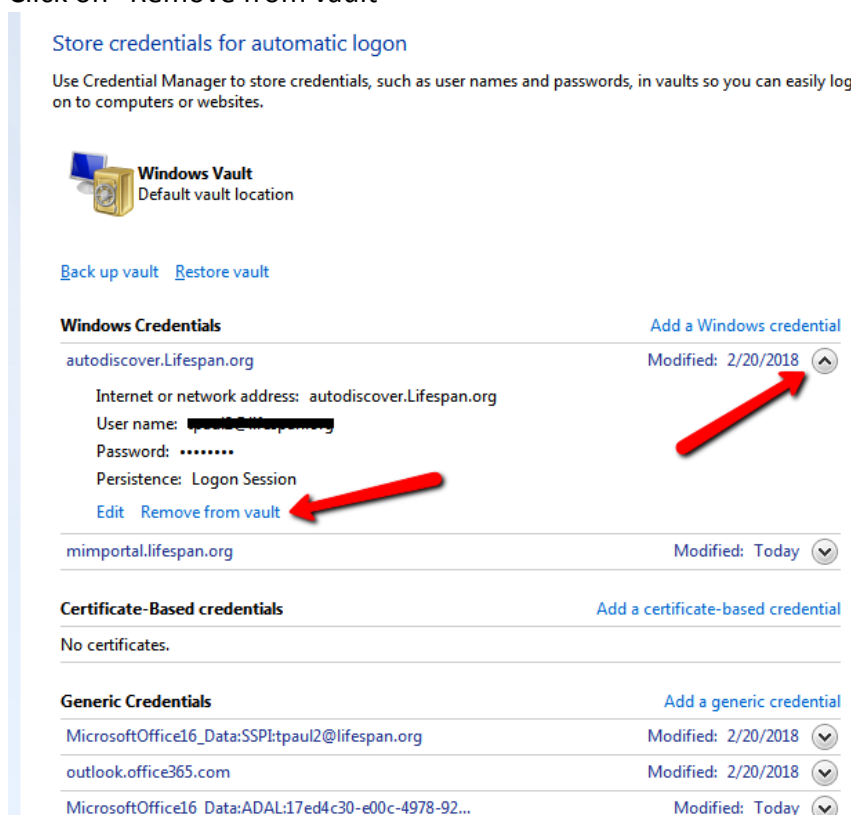 Click on "Remove from vault"
Store credentials for automatic logon
Use Credential Manager to store credentials, such as user names and passwords, in vaults so you can easily log
on to computers or websites.
Windows Vault
Default vault location
Back up vault Restore vault
Windows Credentials Add a Windows credential
autodiscover.Lifespan.org Modified: 2/20/2018
Internet or network address: autodiscover.Lifespan.org
User name:
Password: ••••••••
Persistence: Logon Session
Edit Remove from vault
mimportal.lifespan.org Modified: Today
Certificate-Based credentials Add a certificate-based credential
No certificates.
Generic Credentials Add a generic credential
MicrosoftOffice16_Data:SSPI:tpaul2@lifespan.org Modified: 2/20/2018
outlook.office365.com Modified: 2/20/2018
MicrosoftOffice16_Data:ADAL:17ed4c30-e00c-4978-92... Modified: Today